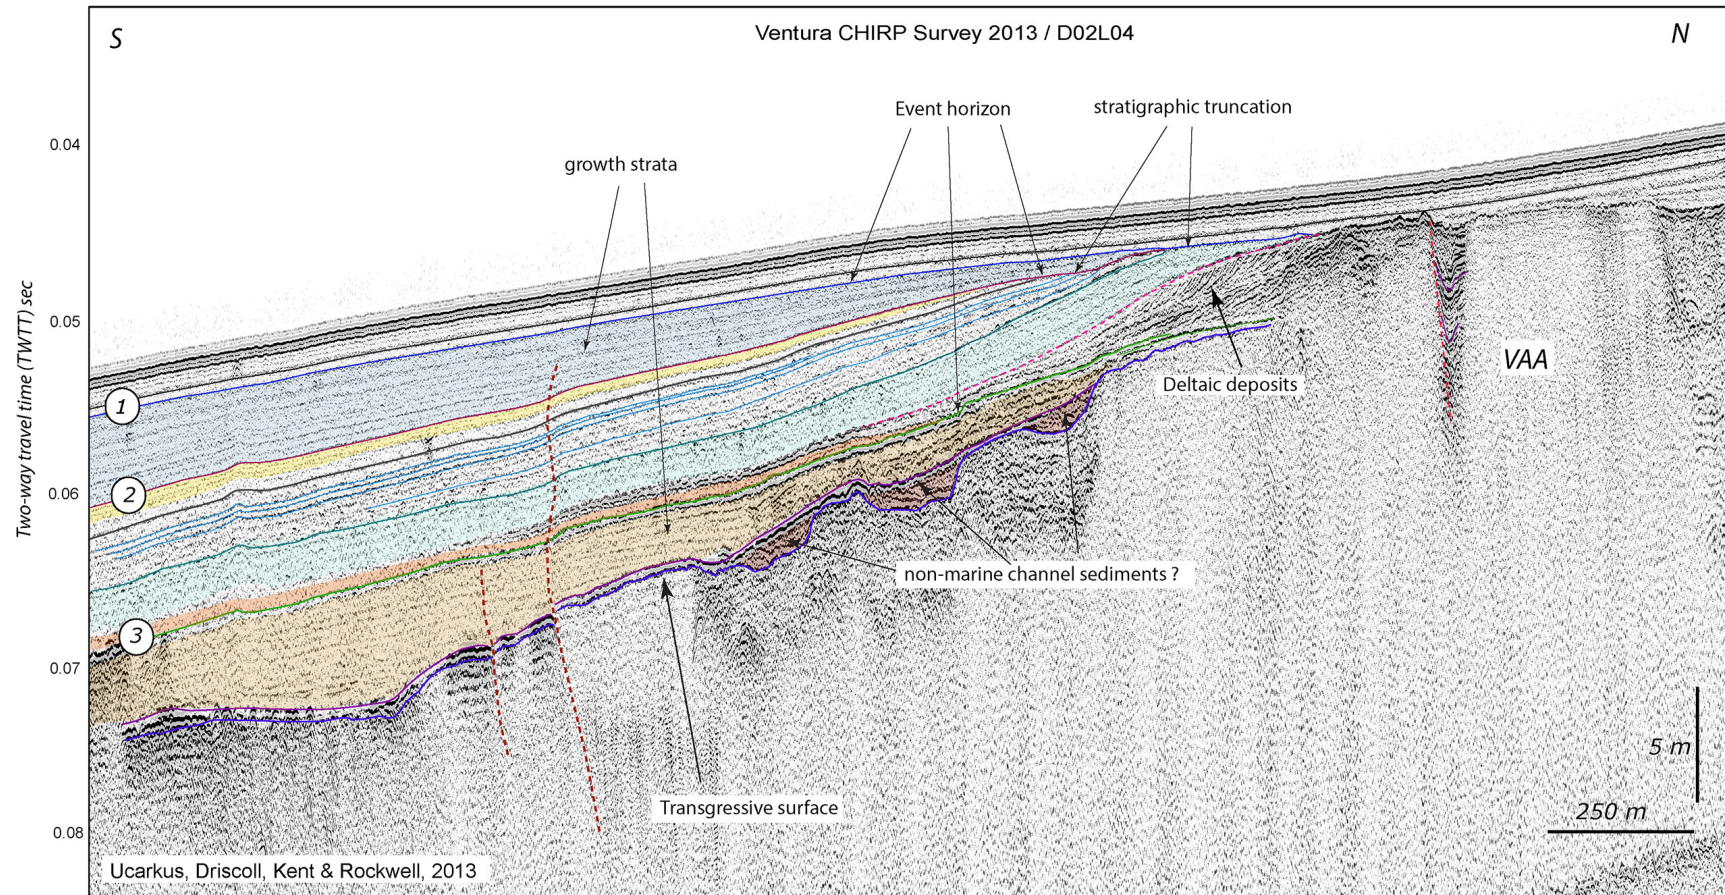 Ventura CHIRP Survey 2013 / D02L04
S
N
Event horizon
stratigraphic truncation
growth strata
0.04
0.05
0.06
0.07
0.08
Two-way travel time (TWTT) sec
1
2
3
VAA
Deltaic deposits
non-marine channel sediments ?
Transgressive surface
5 m
250 m
Ucarkus, Driscoll, Kent & Rockwell, 2013